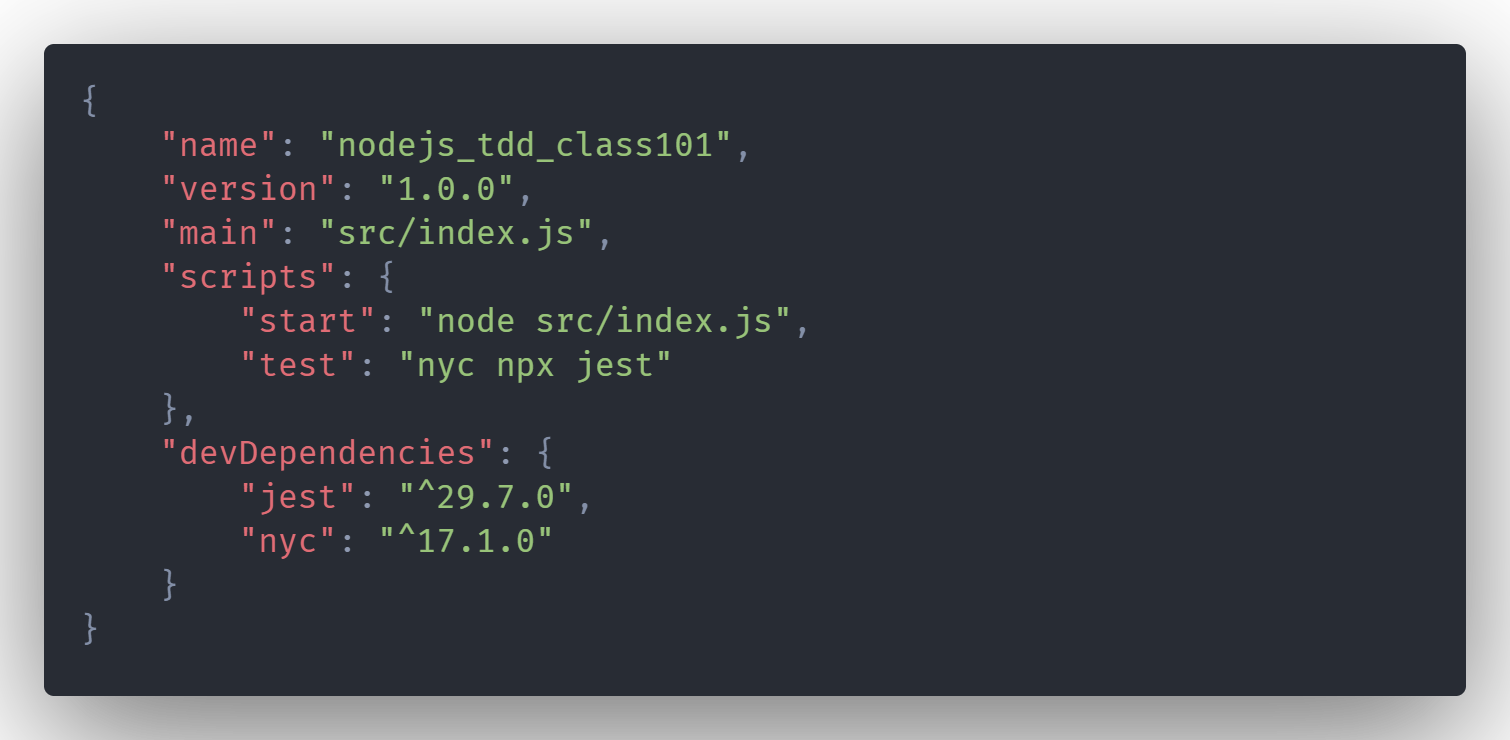 {
    "name": "nodejs_tdd_class101",
    "version": "1.0.0",
    "main": "src/index.js",
    "scripts": {
        "start": "node src/index.js",
        "test": "nyc npx jest"
    },
    "devDependencies": {
        "jest": "^29.7.0",
        "nyc": "^17.1.0"
    }
}